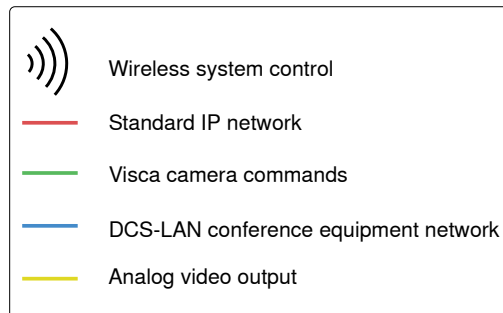 Wireless system control
Standard IP network
Visca camera commands
DCS-LAN conference equipment network
Analog video output